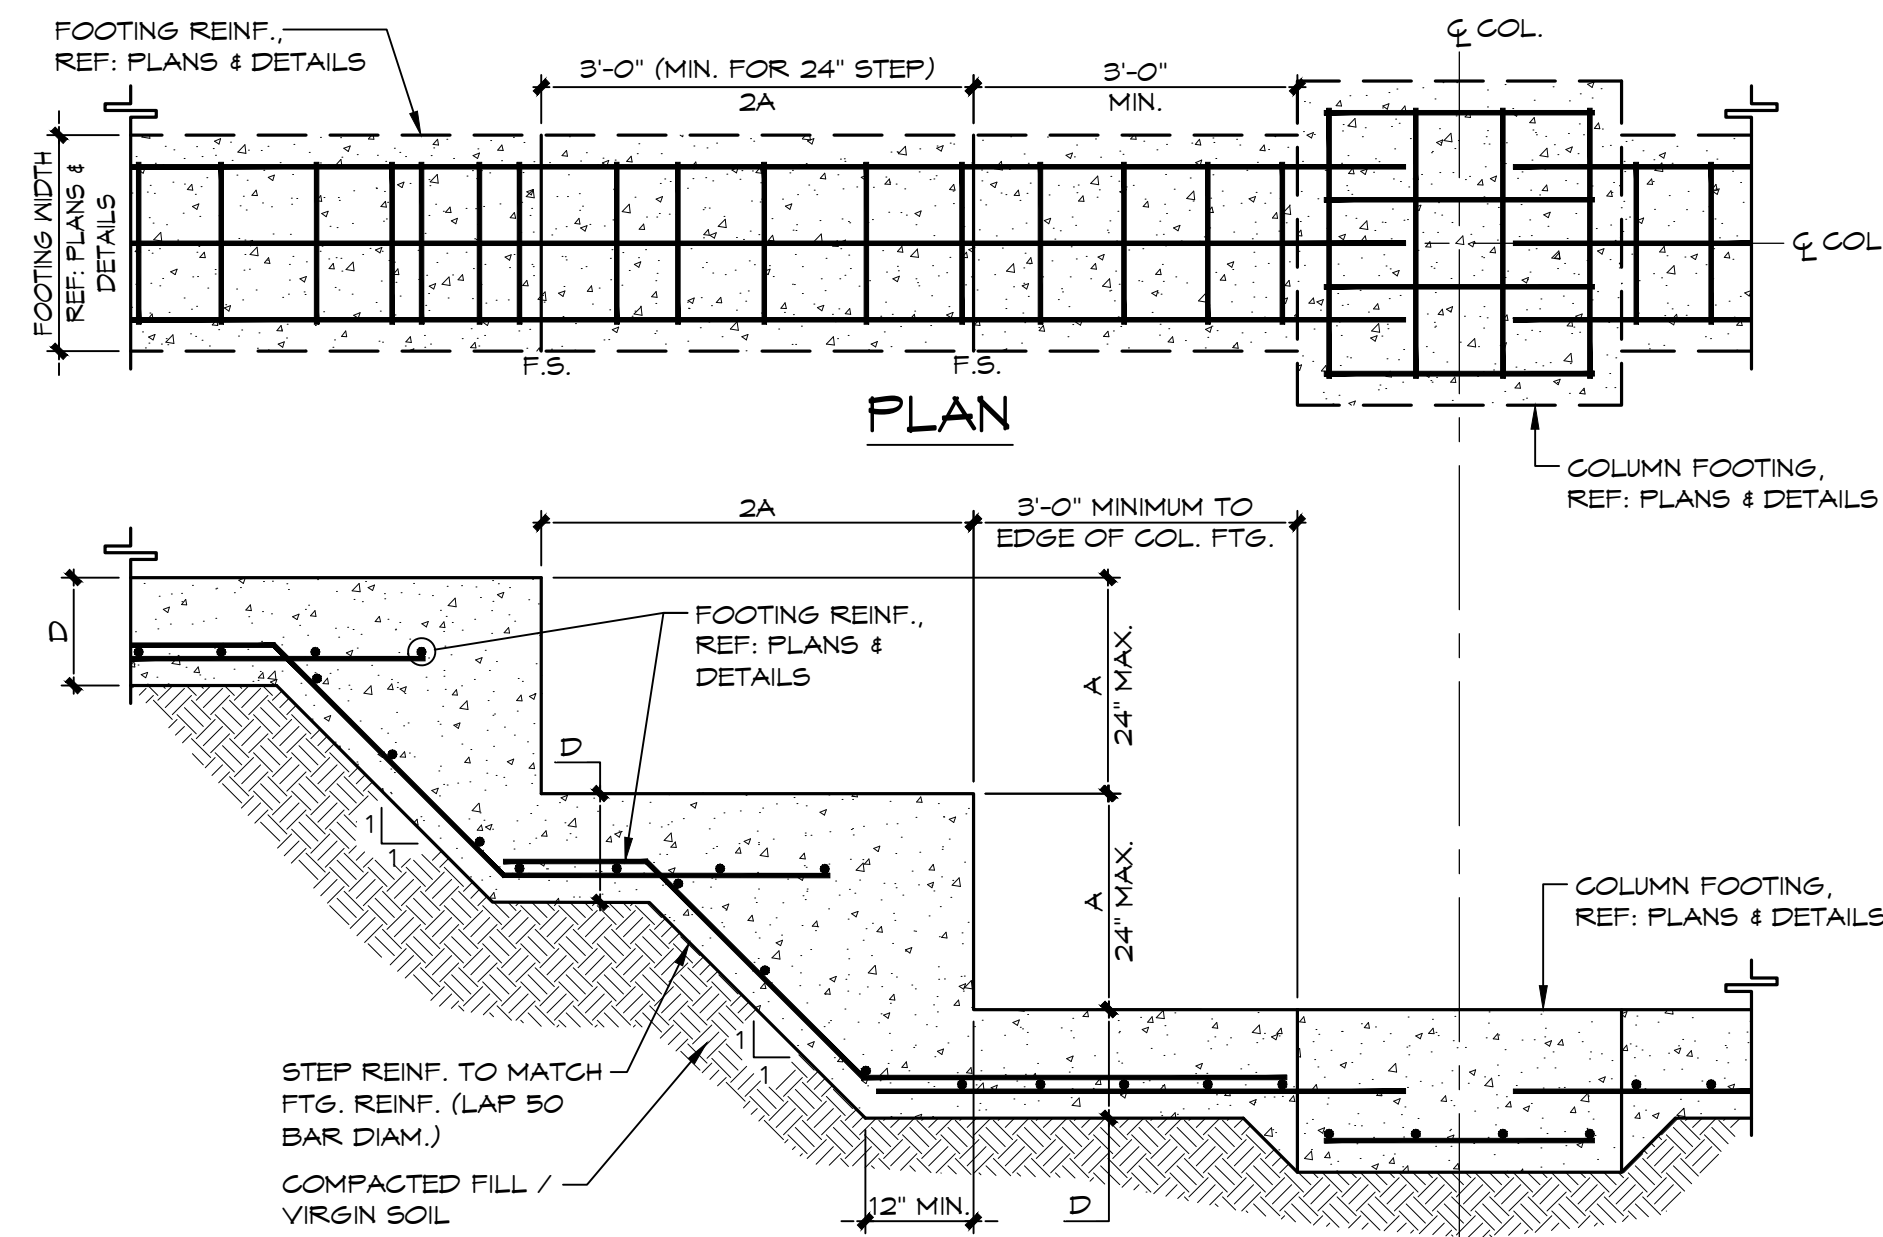 FOOTING REINF.,
REF: PLANS & DETAILS
3'-0" (MIN. FOR 24" STEP)
2A
3'-0"
MIN.
℄ COL.
FOOTING WIDTH
REF: PLANS &
DETAILS
℄ COL
F.S.
F.S.
PLAN
COLUMN FOOTING,
REF: PLANS & DETAILS
2A
3'-0" MINIMUM TO
EDGE OF COL. FTG.
D
FOOTING REINF.,
REF: PLANS &
DETAILS
A
24" MAX.
D
1
1
A
24" MAX.
COLUMN FOOTING,
REF: PLANS & DETAILS
1
1
STEP REINF. TO MATCH
FTG. REINF. (LAP 50
BAR DIAM.)
COMPACTED FILL /
VIRGIN SOIL
12" MIN.
D